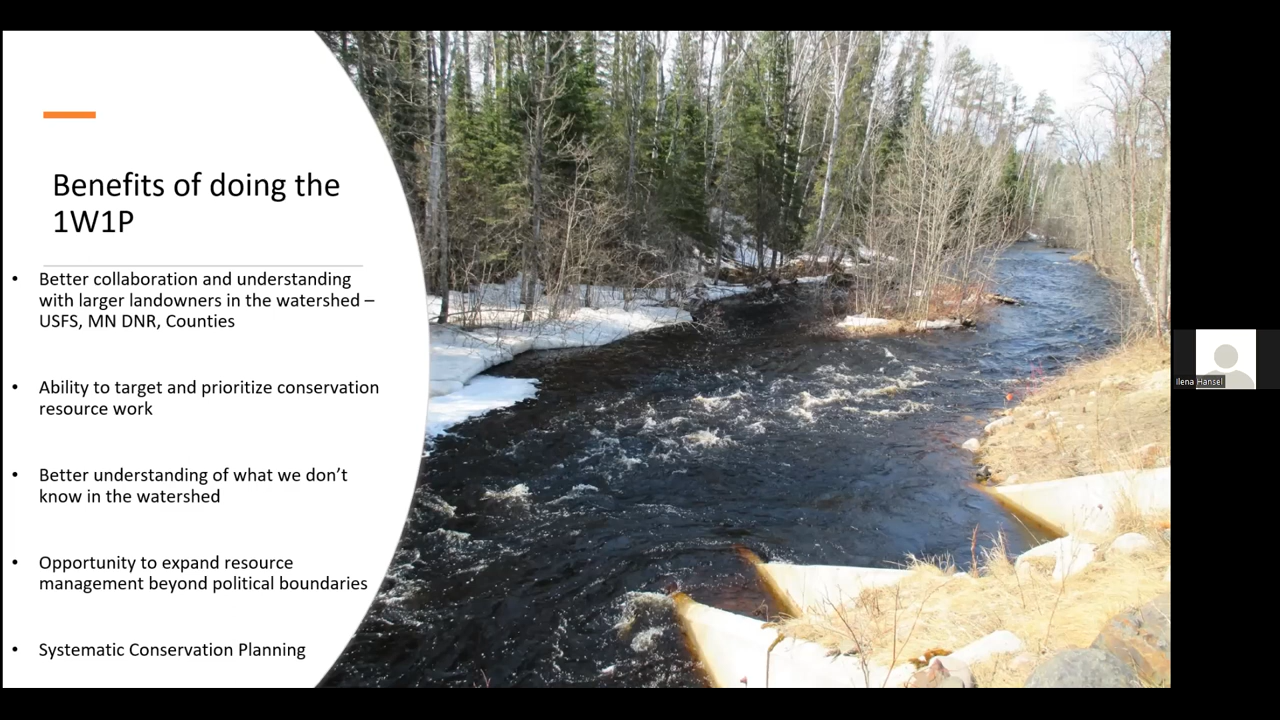 Benefits of doing the
1W1P
• Better collaboration and understanding
with larger landowners in the watershed –
USFS, MN DNR, Counties
• Ability to target and prioritize conservation
resource work
• Better understanding of what we don’t
know in the watershed
• Opportunity to expand resource
management beyond political boundaries
• Systematic Conservation Planning
Ilena Hansel